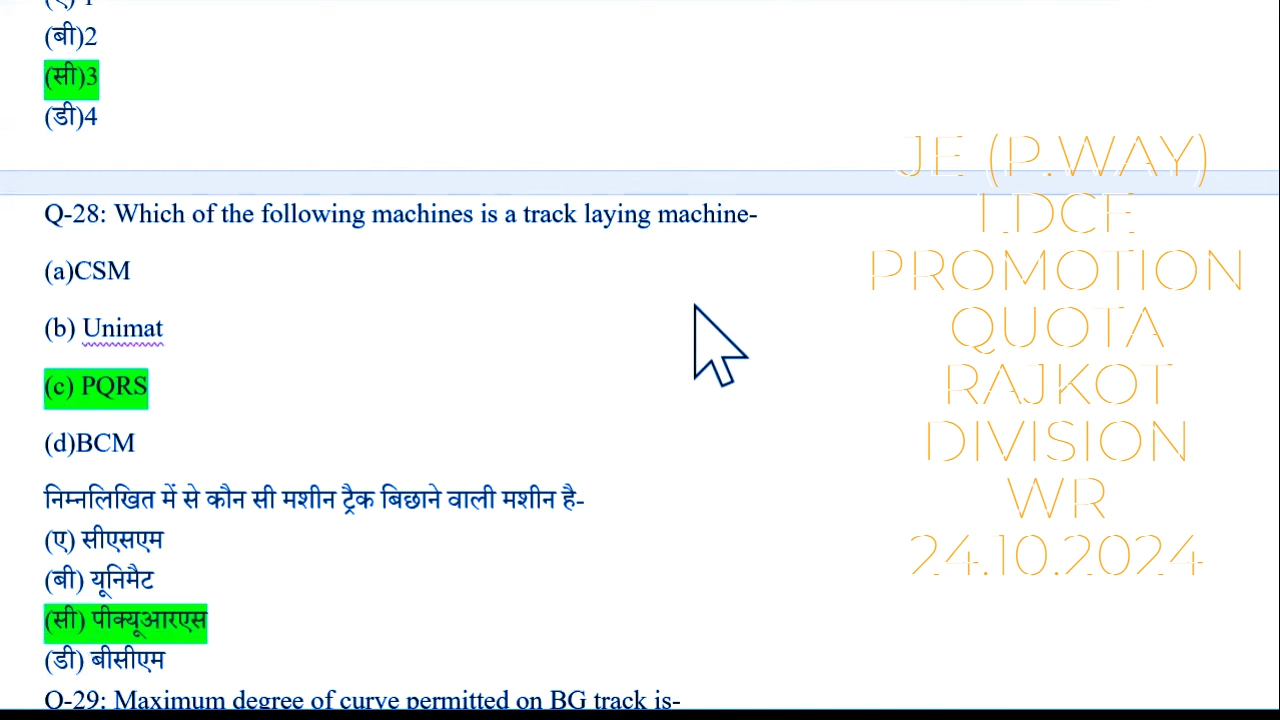 (बी)2
(सी)3
(डी)4
Q-28: Which of the following machines is a track laying machine-
(a)CSM
(b) Unimat
(c) PQRS
(d)BCM
निम्नलिखित में से कौन सी मशीन ट्रैक बिछाने वाली मशीन है-
(ए) सीएसएम
(बी) यूनिमैट
(सी) पीक्यूआरएस
(डी) बीसीएम
Q-29: Maximum degree of curve permitted on BG track is-
JE (P.WAY)
LDCE
PROMOTION
QUOTA
RAJKOT
DIVISION
WR
24.10.2024